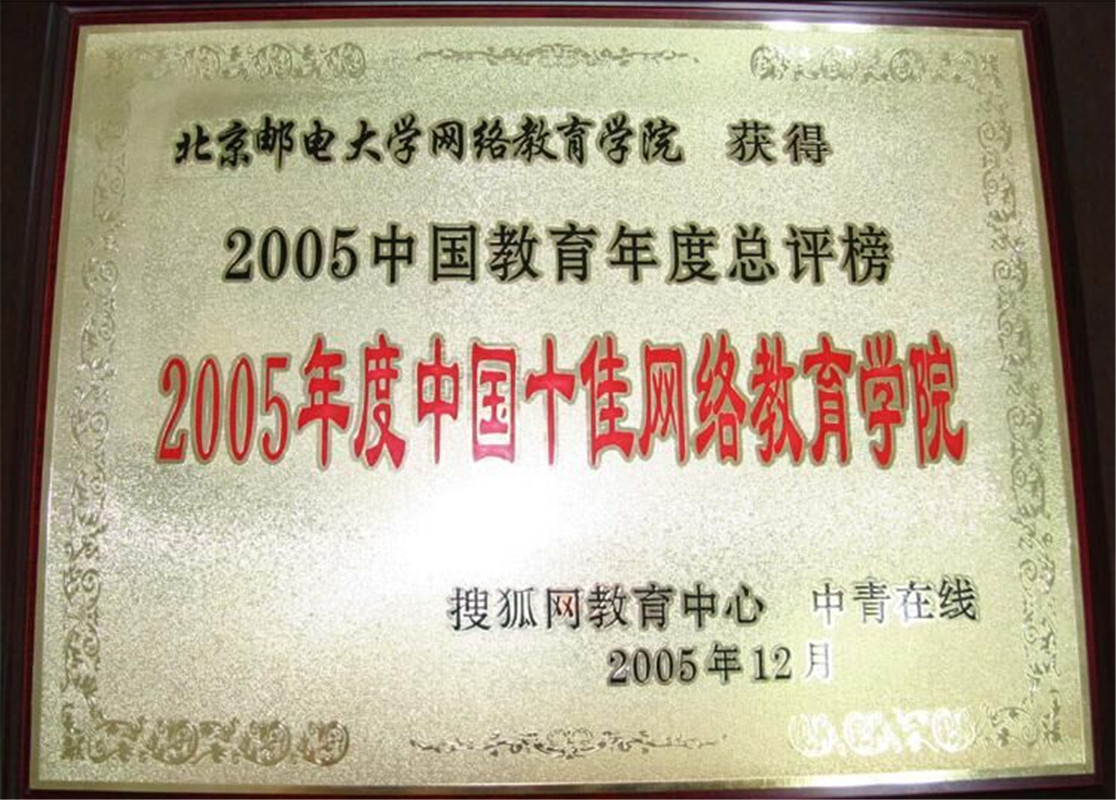 北京邮电大学网络教育学院 获得
2005中国教育年度总评榜
2005年度中国十佳网络教育学院
搜狐网教育中心 中青在线
2005年12月